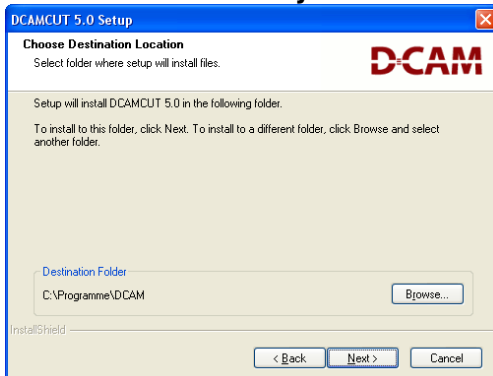 DCAMCUT 5.0 Setup
Choose Destination Location
Select folder where setup will install files.
D-CAM
Setup will install DCAMCUT 5.0 in the following folder.
To install to this folder, click Next. To install to a different folder, click Browse and select
another folder.
Destination Folder
C:\Programme\DCAM
Browse...
InstallShield
< Back
Next >
Cancel